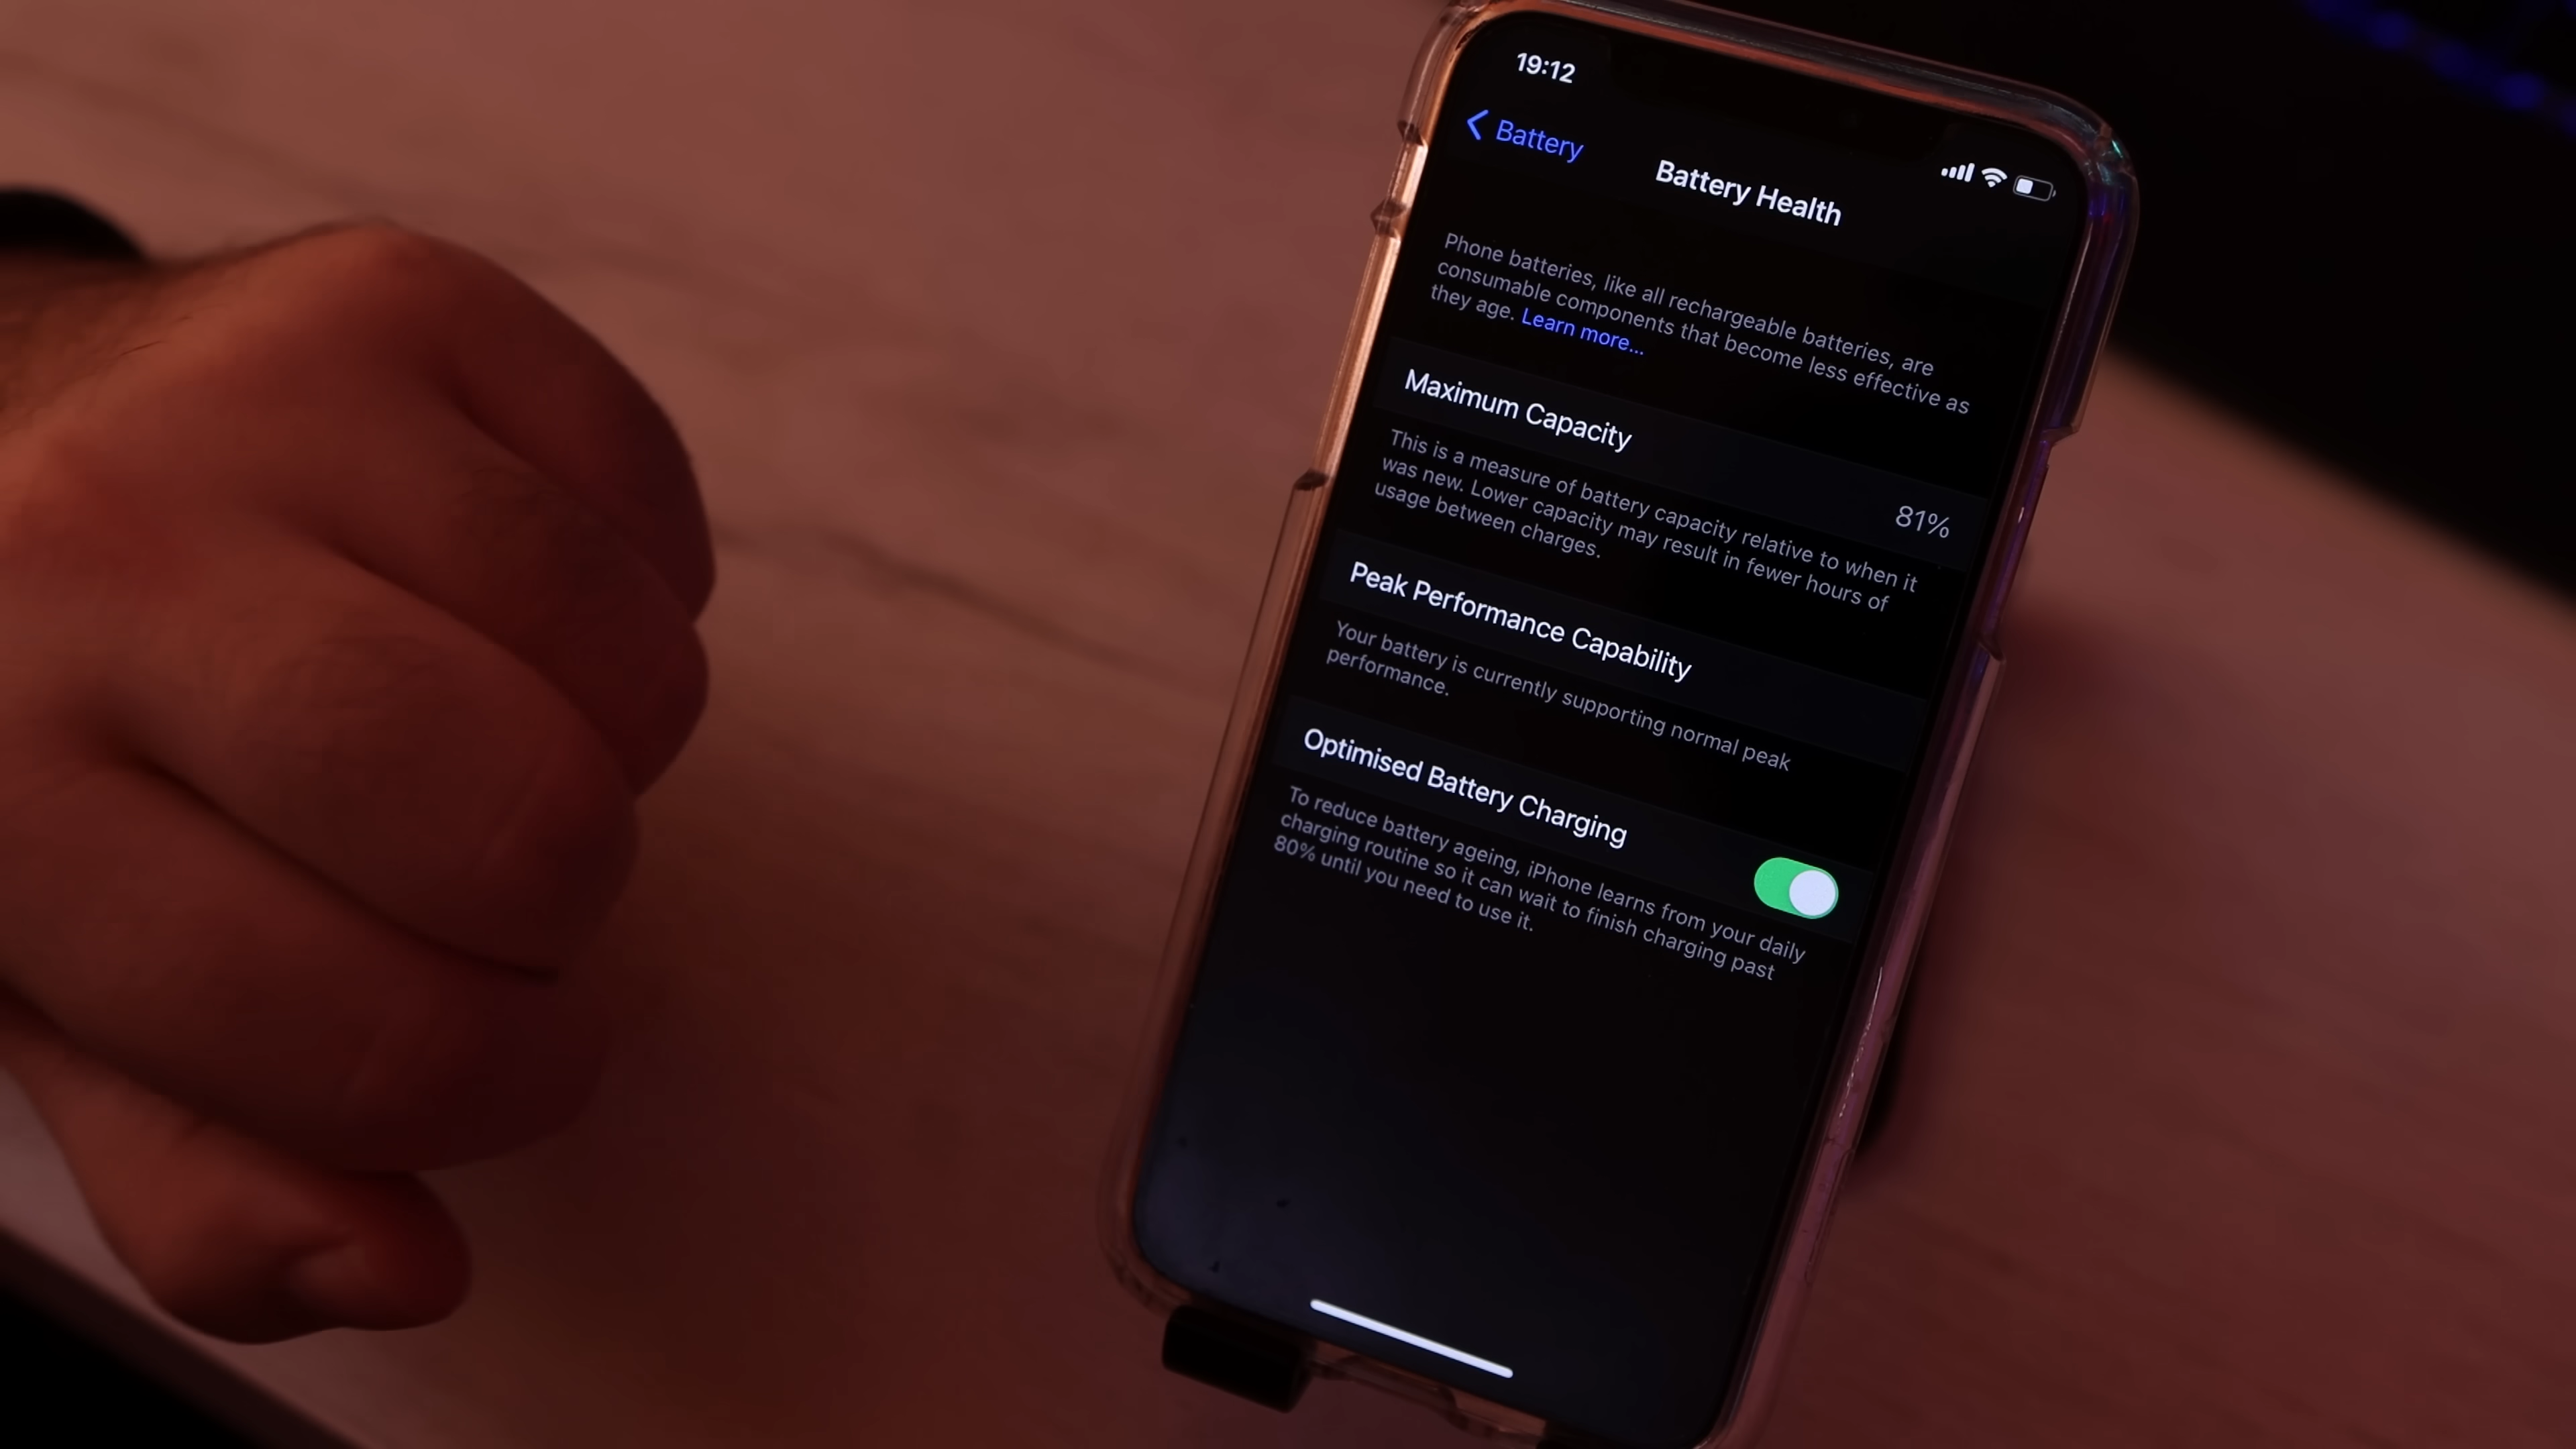 19:12
Battery
Battery Health
Phone batteries, like all rechargeable batteries, are
consumable components that become less effective as
they age. Learn more...
Maximum Capacity
81%
This is a measure of battery capacity relative to when it
was new. Lower capacity may result in fewer hours of
usage between charges.
Peak Performance Capability
Your battery is currently supporting normal peak
performance.
Optimised Battery Charging
To reduce battery ageing, iPhone learns from your daily
charging routine so it can wait to finish charging past
80% until you need to use it.